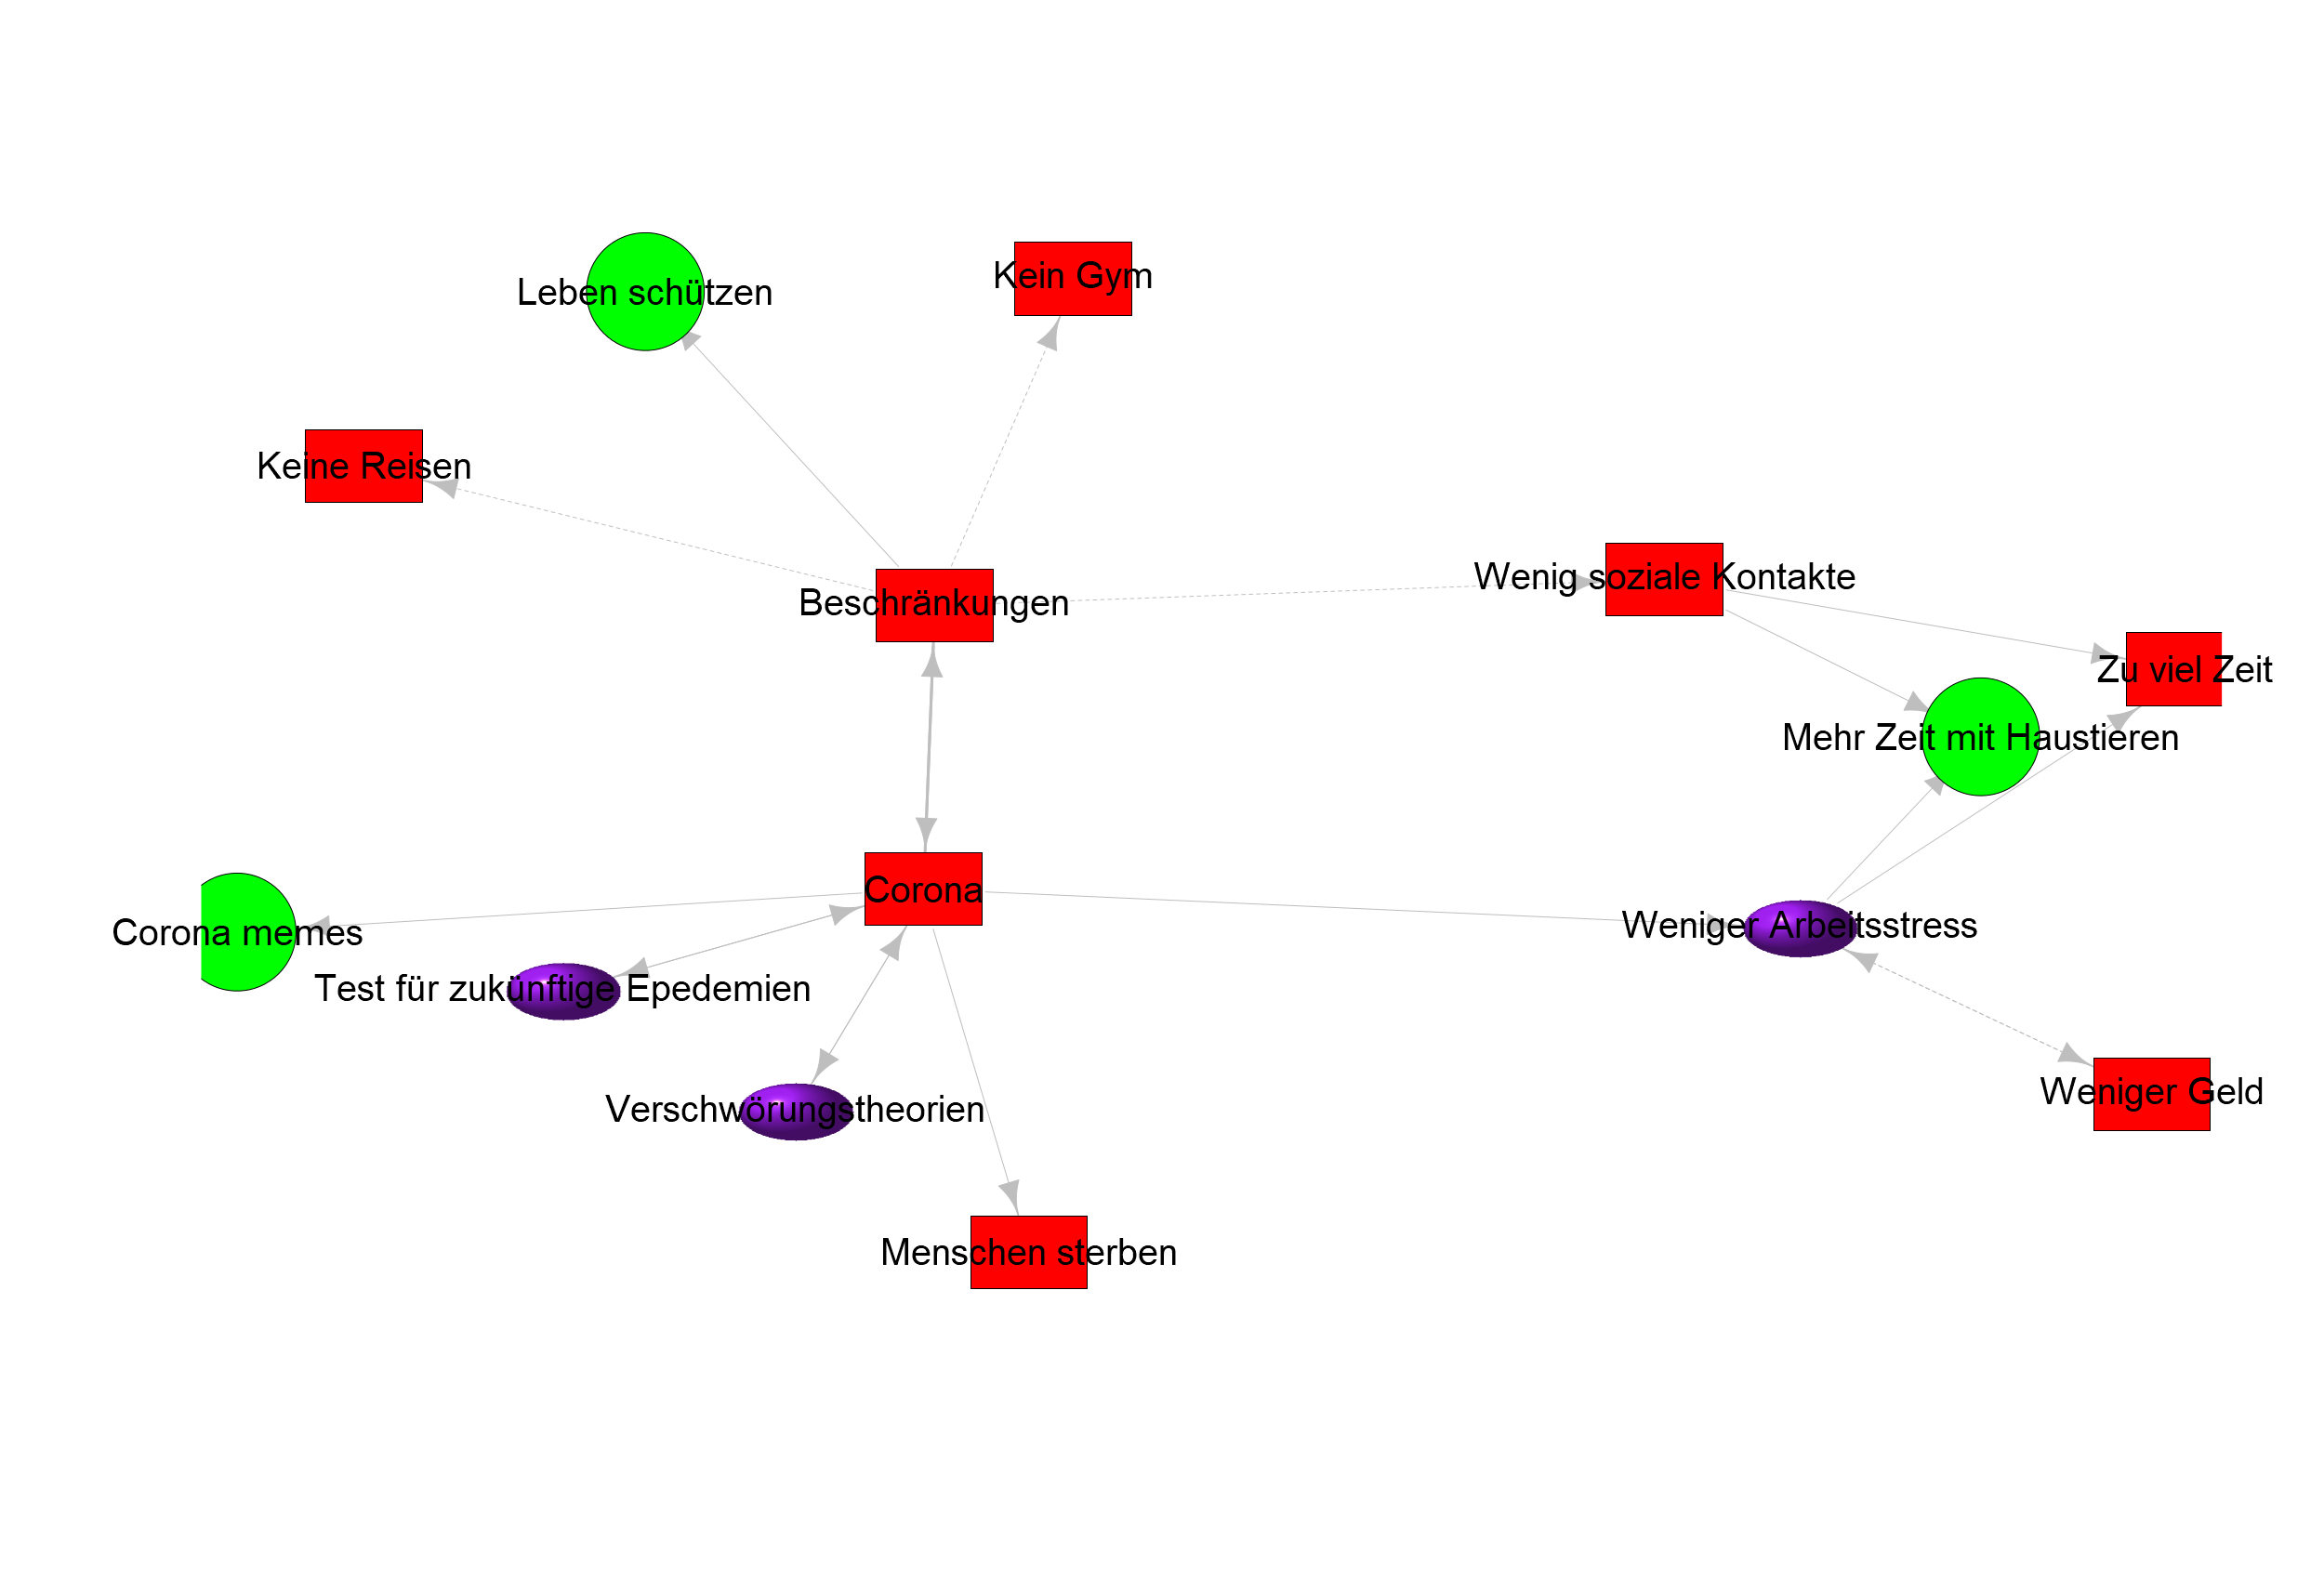 Kein Gym
Leben schützen
Keine Reisen
Wenig soziale Kontakte
Beschränkungen
Zu viel Zeit
Mehr Zeit mit Haustieren
Corona
Weniger Arbeitsstress
Corona memes
Test für zukünftige Epedemien
Weniger Geld
Verschwörungstheorien
Menschen sterben